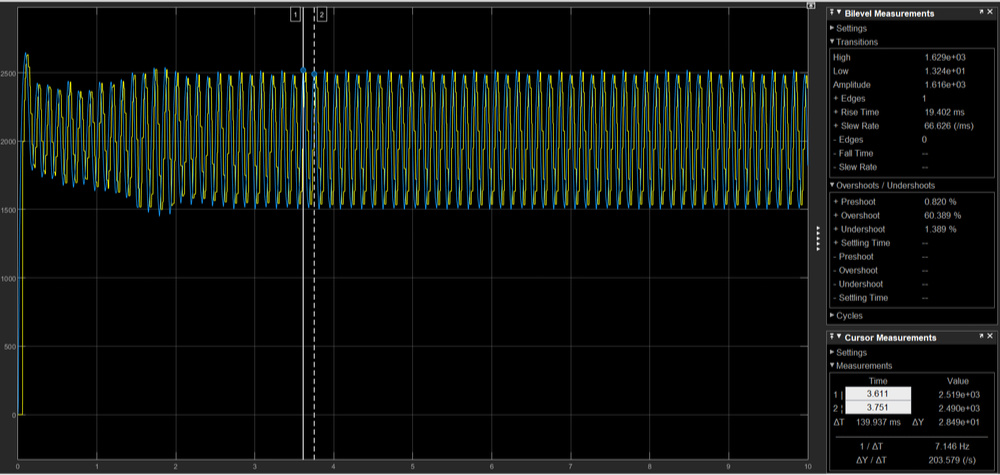 1 2
2500
2000
1500
1000
500
0
0 1 2 3 4 5 6 7 8 9 10
Bilevel Measurements
Settings
Transitions
High 1.629e+03
Low 1.324e+01
Amplitude 1.616e+03
+ Edges 1
+ Rise Time 19.402 ms
+ Slew Rate 66.626 (/ms)
- Edges 0
- Fall Time --
- Slew Rate --
Overshoots / Undershoots
+ Preshoot 0.820 %
+ Overshoot 60.389 %
+ Undershoot 1.389 %
+ Settling Time --
- Preshoot --
- Overshoot --
- Undershoot --
- Settling Time --
Cycles
Cursor Measurements
Settings
Measurements
Time Value
1 | 3.611 2.519e+03
2 ¦ 3.751 2.490e+03
ΔT 139.937 ms ΔY 2.849e+01
1 / ΔT 7.146 Hz
ΔY / ΔT 203.579 (/s)